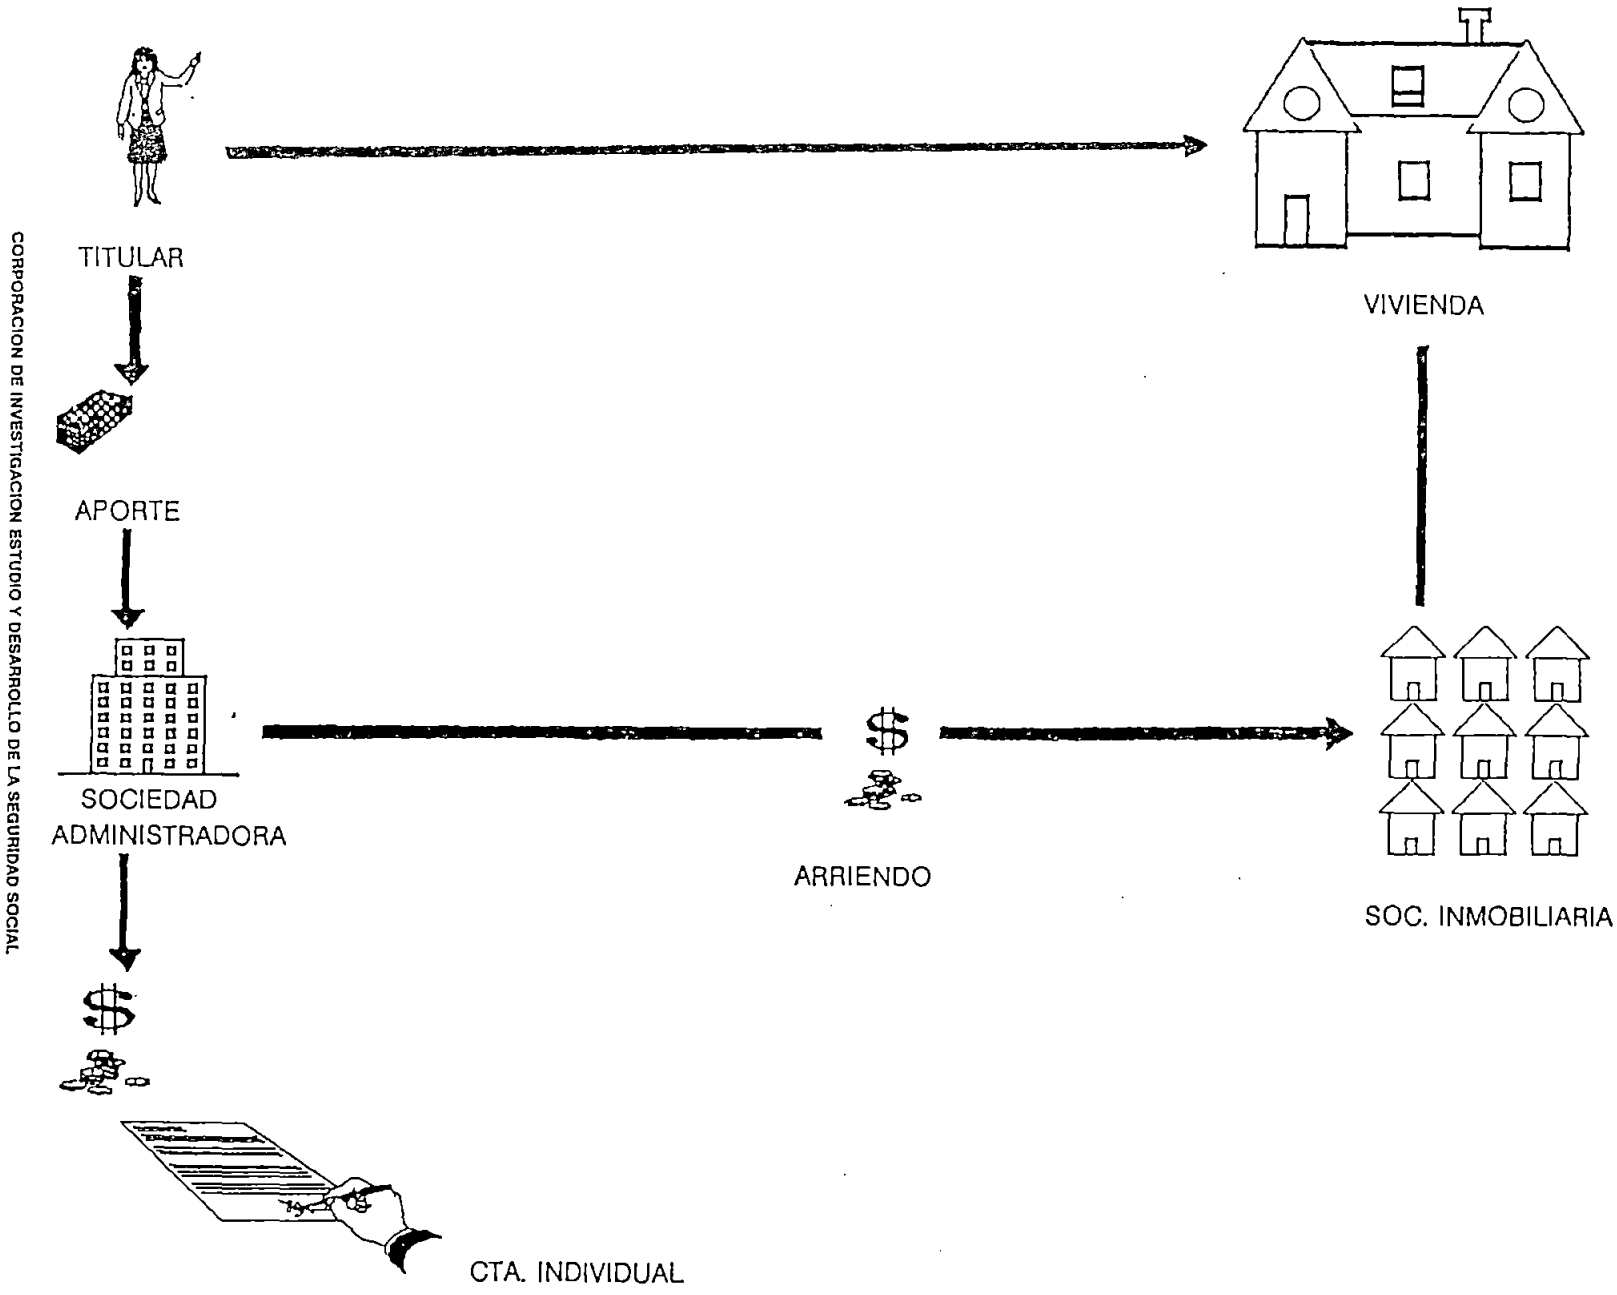 TITULAR
VIVIENDA
APORTE
SOCIEDAD
ADMINISTRADORA
$
ARRIENDO
SOC. INMOBILIARIA
$
CTA. INDIVIDUAL
CORPORACION DE INVESTIGACION ESTUDIO Y DESARROLLO DE LA SEGURIDAD SOCIAL